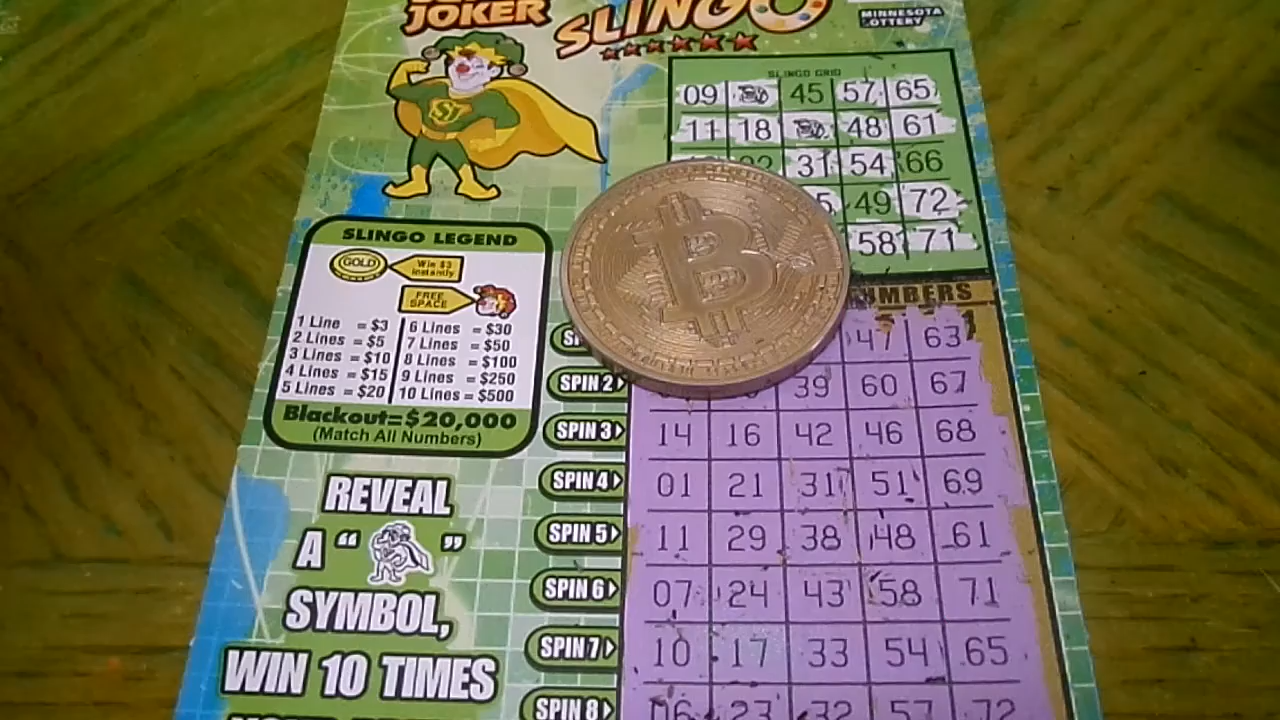 JOKER
SLINGO
MINNESOTA
LOTTERY
SLINGO GRID
09 45 57 65
11 18 48 61
31 54 66
49 72
58 71
SJ
B
SLINGO LEGEND
GOLD Win $3 Instantly
FREE SPACE
1 Line = $3
2 Lines = $5
3 Lines = $10
4 Lines = $15
5 Lines = $20
6 Lines = $30
7 Lines = $50
8 Lines = $100
9 Lines = $250
10 Lines = $500
Blackout=$20,000
(Match All Numbers)
REVEAL
A “ ”
SYMBOL,
WIN 10 TIMES
47 63
SPIN 2 39 60 67
SPIN 3 14 16 42 46 68
SPIN 4 01 21 31 51 69
SPIN 5 11 29 38 48 61
SPIN 6 07 24 43 58 71
SPIN 7 10 17 33 54 65
SPIN 8 06 23 32 57 72